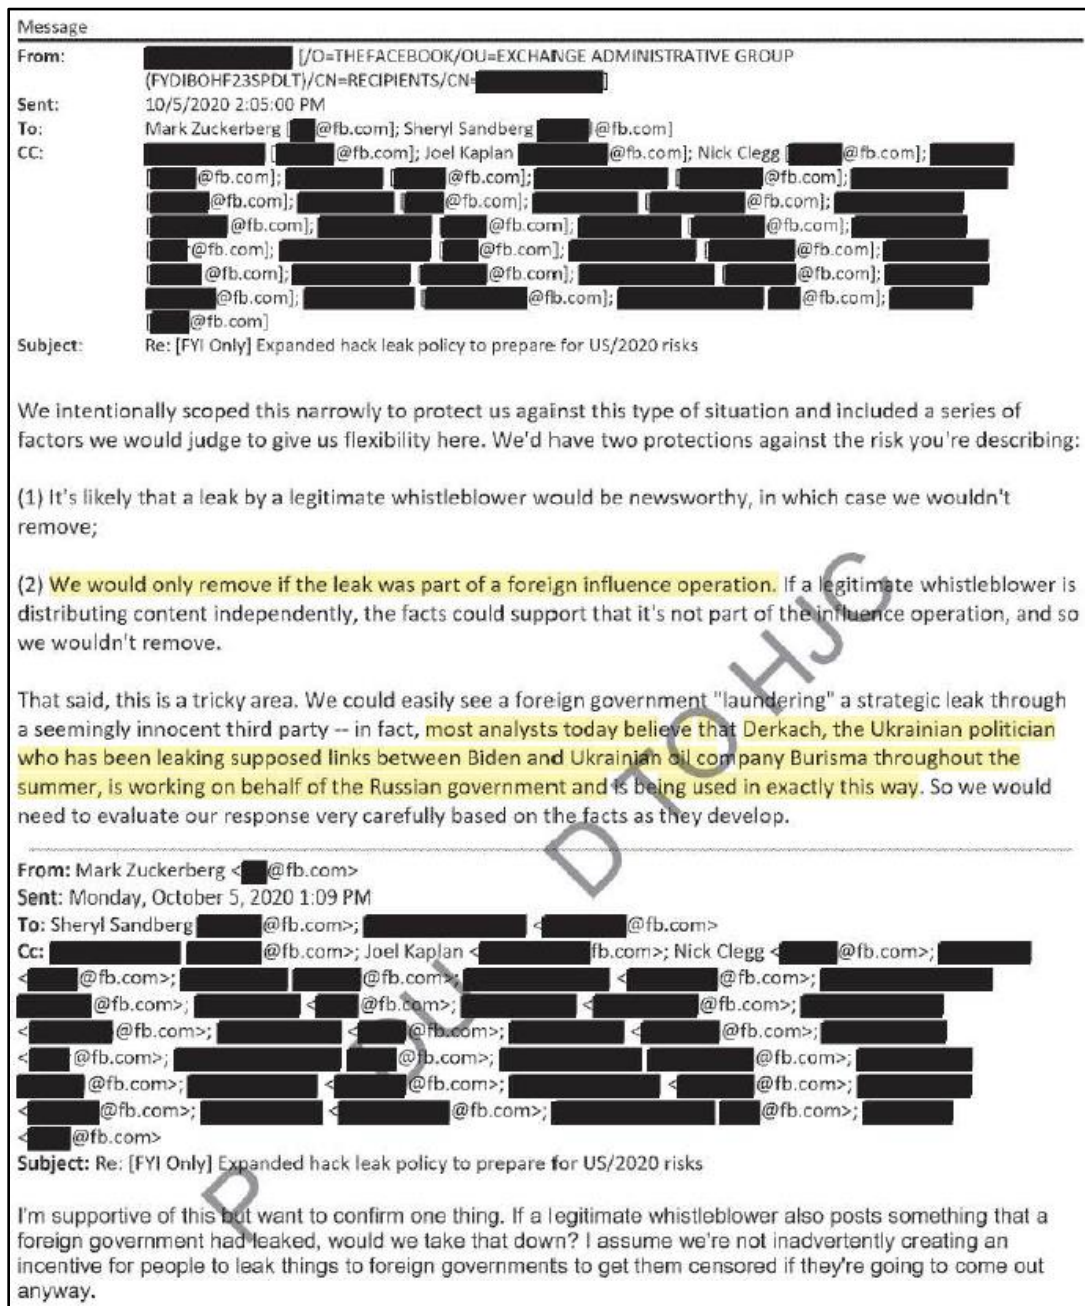 Message
From: [/O=THEFACEBOOK/OU=EXCHANGE ADMINISTRATIVE GROUP
(FYDIBOHF23SPDLT)/CN=RECIPIENTS/CN= ]
Sent: 10/5/2020 2:05:00 PM
To: Mark Zuckerberg [ @fb.com]; Sheryl Sandberg @fb.com]
CC: [ @fb.com]; Joel Kaplan @fb.com]; Nick Clegg [ @fb.com];
[ @fb.com]; [ @fb.com]; [ @fb.com];
[ @fb.com]; [ @fb.com]; [ @fb.com];
[ @fb.com]; [ @fb.com]; [ @fb.com];
[ @fb.com]; [ @fb.com]; [ @fb.com];
[ @fb.com]; [ @fb.com]; [ @fb.com];
@fb.com]; [ @fb.com]; @fb.com];
[ @fb.com]
Subject: Re: [FYI Only] Expanded hack leak policy to prepare for US/2020 risks
We intentionally scoped this narrowly to protect us against this type of situation and included a series of
factors we would judge to give us flexibility here. We'd have two protections against the risk you're describing:
(1) It's likely that a leak by a legitimate whistleblower would be newsworthy, in which case we wouldn't
remove;
(2) We would only remove if the leak was part of a foreign influence operation. If a legitimate whistleblower is
distributing content independently, the facts could support that it's not part of the influence operation, and so
we wouldn't remove.
That said, this is a tricky area. We could easily see a foreign government "laundering" a strategic leak through
a seemingly innocent third party -- in fact, most analysts today believe that Derkach, the Ukrainian politician
who has been leaking supposed links between Biden and Ukrainian oil company Burisma throughout the
summer, is working on behalf of the Russian government and is being used in exactly this way. So we would
need to evaluate our response very carefully based on the facts as they develop.
From: Mark Zuckerberg < @fb.com>
Sent: Monday, October 5, 2020 1:09 PM
To: Sheryl Sandberg @fb.com>; < @fb.com>
Cc: @fb.com>; Joel Kaplan < fb.com>; Nick Clegg < @fb.com>;
< @fb.com>; @fb.com>; < @fb.com>;
@fb.com>; < @fb.com>; < @fb.com>;
< @fb.com>; < @fb.com>; < @fb.com>;
< @fb.com>; @fb.com>; @fb.com>;
@fb.com>; < @fb.com>; < @fb.com>;
< @fb.com>; < @fb.com>; @fb.com>;
< @fb.com>
Subject: Re: [FYI Only] Expanded hack leak policy to prepare for US/2020 risks
I'm supportive of this but want to confirm one thing. If a legitimate whistleblower also posts something that a
foreign government had leaked, would we take that down? I assume we're not inadvertently creating an
incentive for people to leak things to foreign governments to get them censored if they're going to come out
anyway.
TO HJC